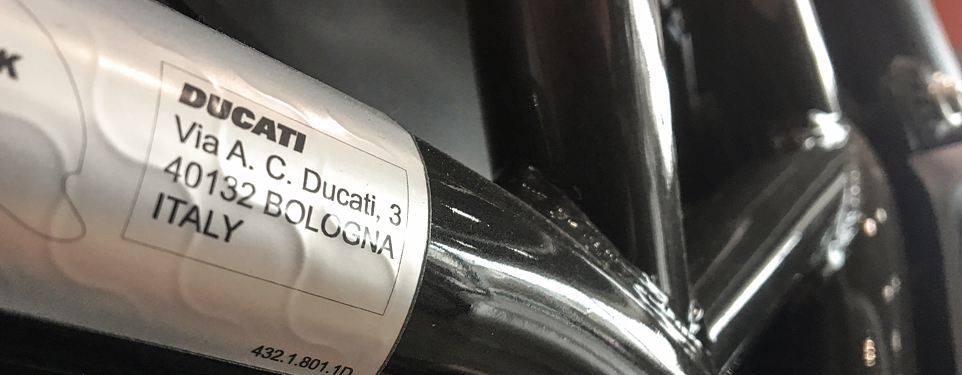 K
DUCATI
Via A. C. Ducati, 3
40132 BOLOGNA
ITALY
432.1.801.1D